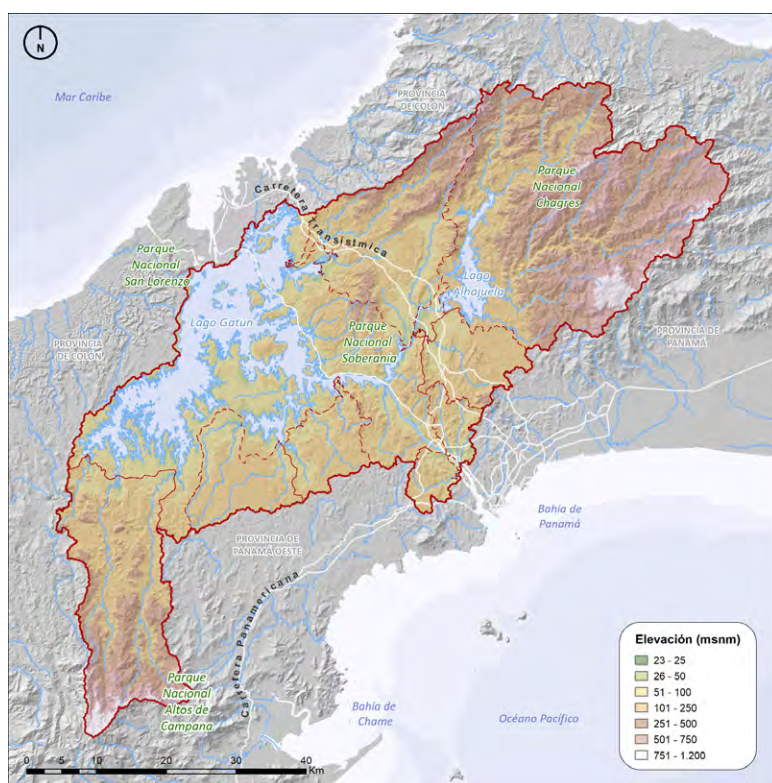 N
Mar Caribe
PROVINCIA
DE COLÓN
Carretera Transístmica
Parque
Nacional
Chagres
Parque
Nacional
San Lorenzo
Lago
Alhajuela
Lago Gatun
Parque
Nacional
Soberanía
PROVINCIA DE
PANAMÁ
PROVINCIA
DE COLÓN
Bahía de
Panamá
PROVINCIA DE
PANAMÁ OESTE
Carretera Panamericana
Parque
Nacional
Altos de
Campana
Bahía de
Chame
Océano Pacífico
Elevación (msnm)
23 - 25
26 - 50
51 - 100
101 - 250
251 - 500
501 - 750
751 - 1.200
0 5 10 20 30 40
Km